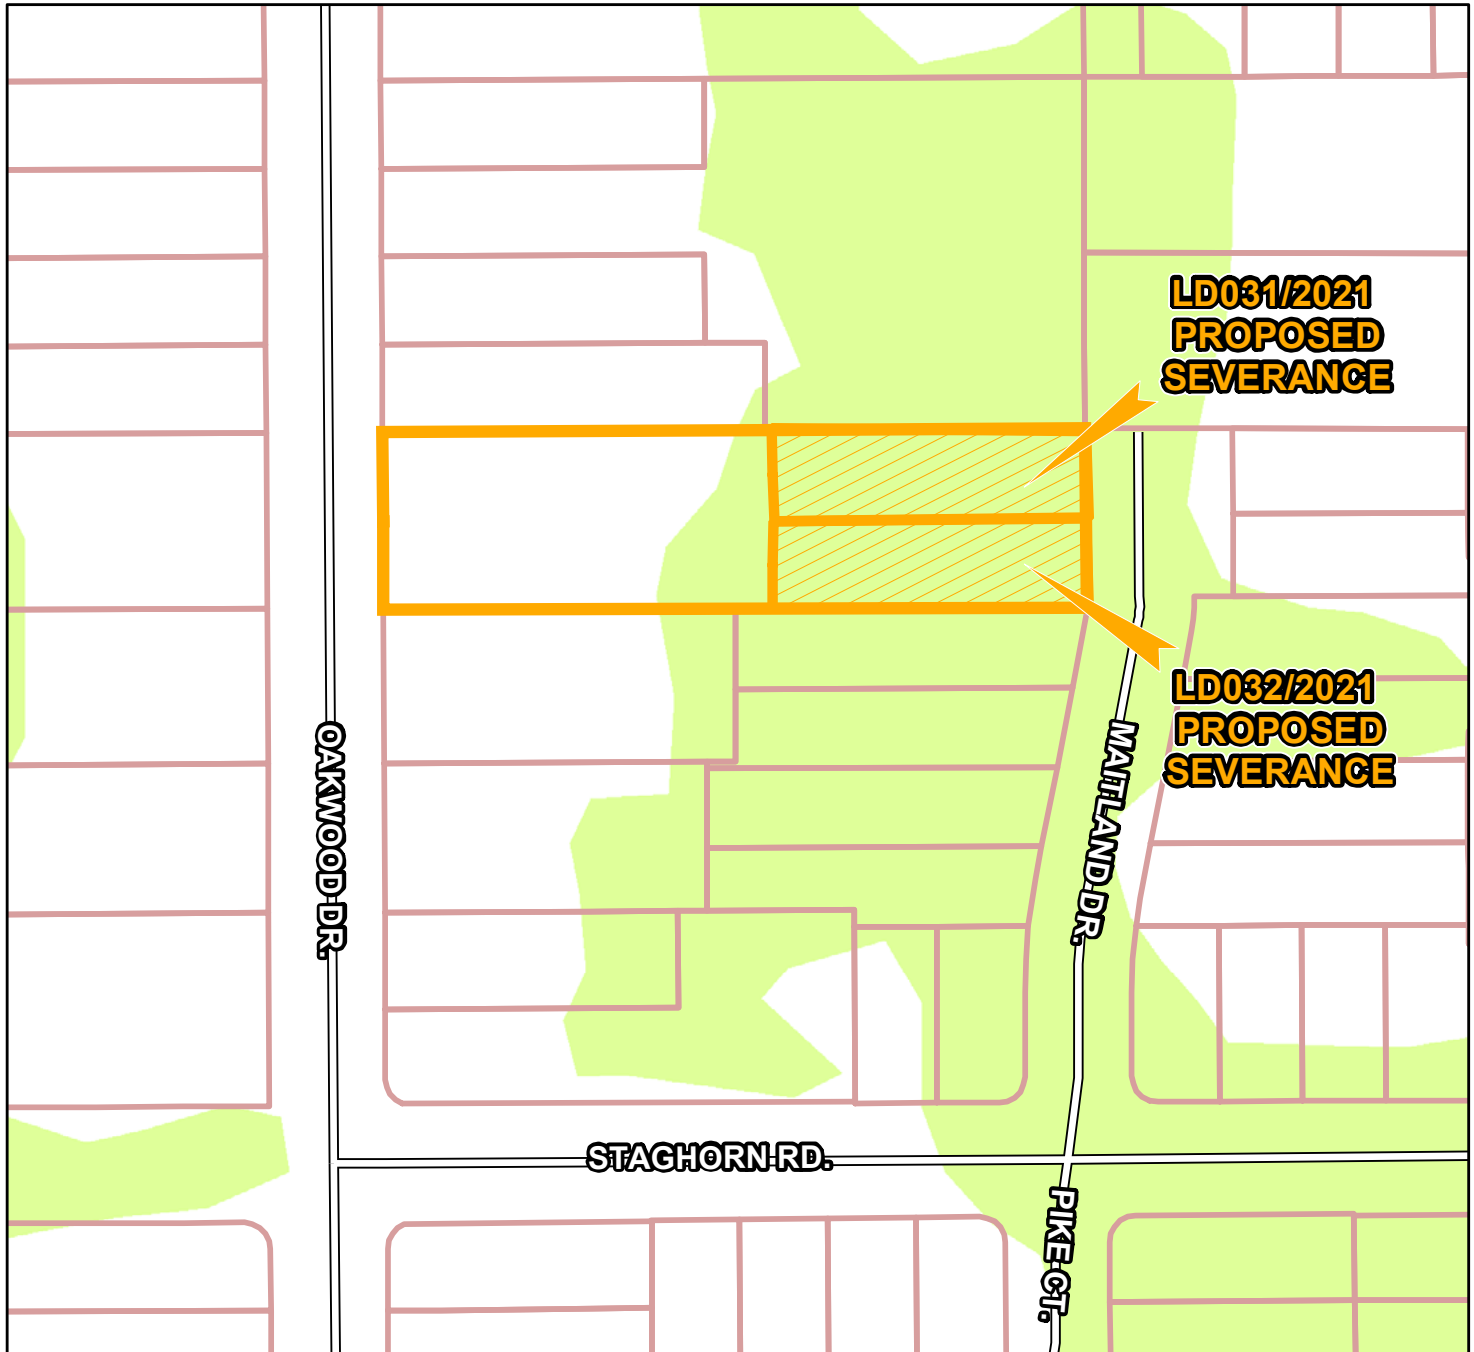 LD031/2021
PROPOSED
SEVERANCE
LD032/2021
PROPOSED
SEVERANCE
OAKWOOD DR.
MAITLAND DR.
STAGHORN RD.
PIKE CT.